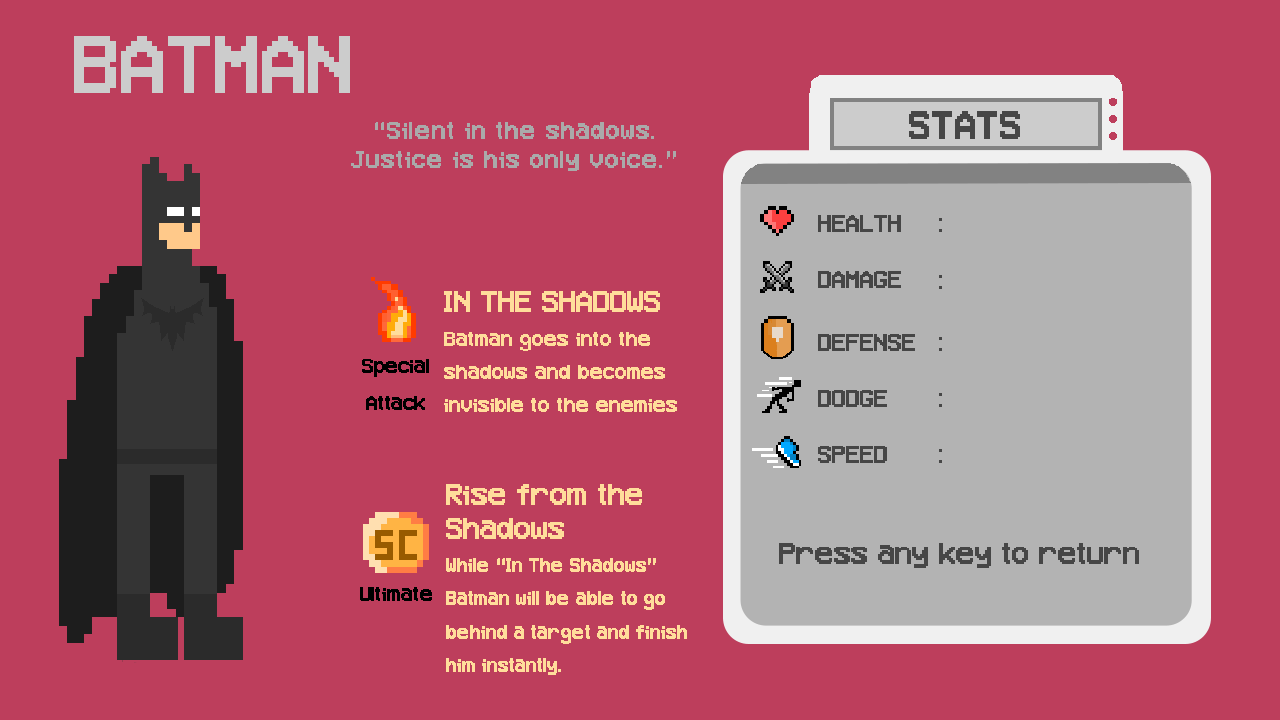 BATMAN
"Silent in the shadows.
Justice is his only voice."
IN THE SHADOWS
Batman goes into the
shadows and becomes
invisible to the enemies
Special
Attack
Rise from the
Shadows
While "In The Shadows"
Batman will be able to go
behind a target and finish
him instantly.
SC
Ultimate
STATS
HEALTH :
DAMAGE :
DEFENSE :
DODGE :
SPEED :
Press any key to return